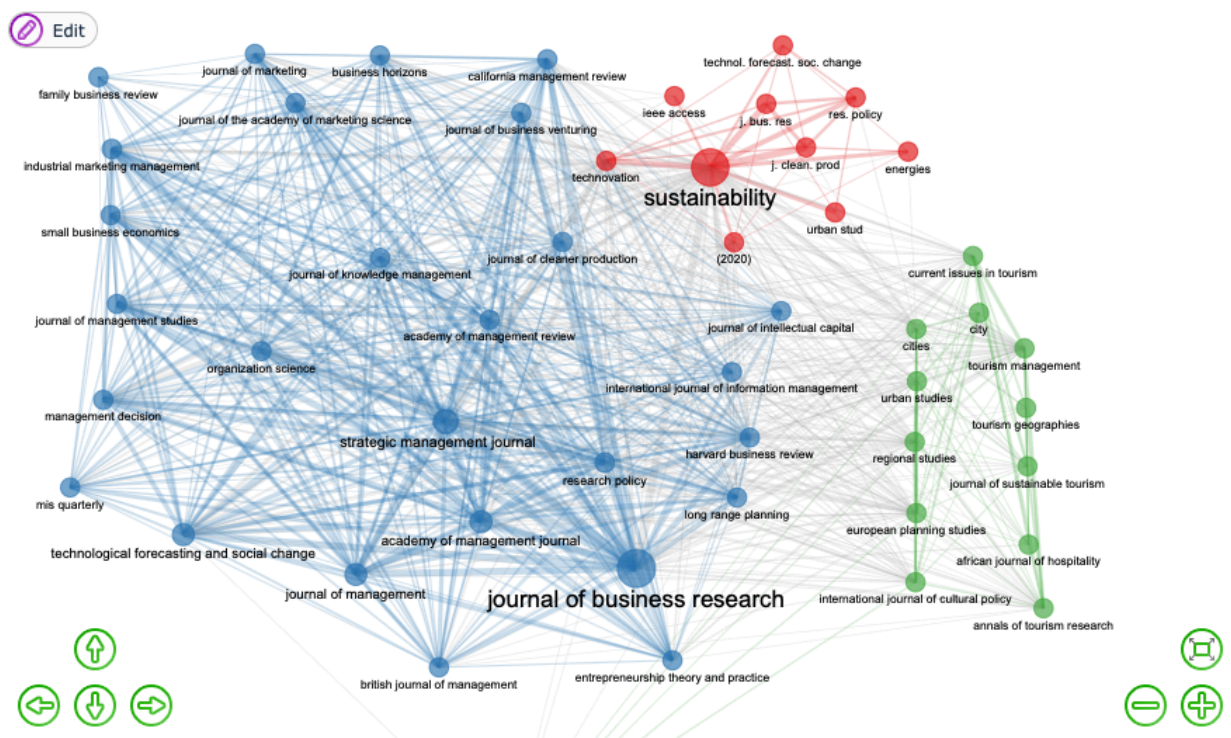 Edit
technol. forecast. soc. change
journal of marketing
business horizons
california management review
family business review
ieee access
j. bus. res
res. policy
journal of the academy of marketing science
journal of business venturing
industrial marketing management
technovation
j. clean. prod
energies
sustainability
small business economics
urban stud
journal of cleaner production
(2020)
journal of knowledge management
current issues in tourism
journal of management studies
academy of management review
journal of intellectual capital
city
cities
organization science
tourism management
international journal of information management
urban studies
management decision
tourism geographies
strategic management journal
harvard business review
regional studies
research policy
journal of sustainable tourism
mis quarterly
long range planning
european planning studies
technological forecasting and social change
academy of management journal
african journal of hospitality
journal of management
journal of business research
international journal of cultural policy
annals of tourism research
british journal of management
entrepreneurship theory and practice